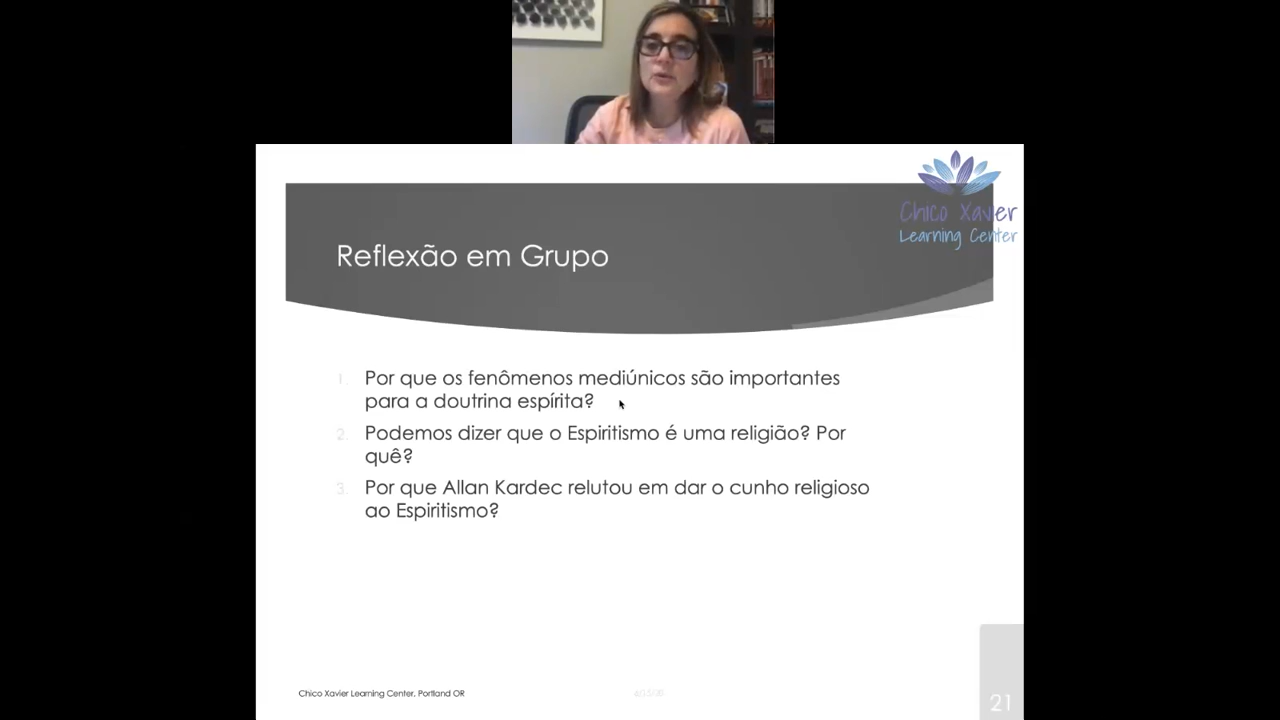 Chico Xavier
Learning Center
Reflexão em Grupo
1. Por que os fenômenos mediúnicos são importantes
para a doutrina espírita?
2. Podemos dizer que o Espiritismo é uma religião? Por
quê?
3. Por que Allan Kardec relutou em dar o cunho religioso
ao Espiritismo?
Chico Xavier Learning Center, Portland OR
21